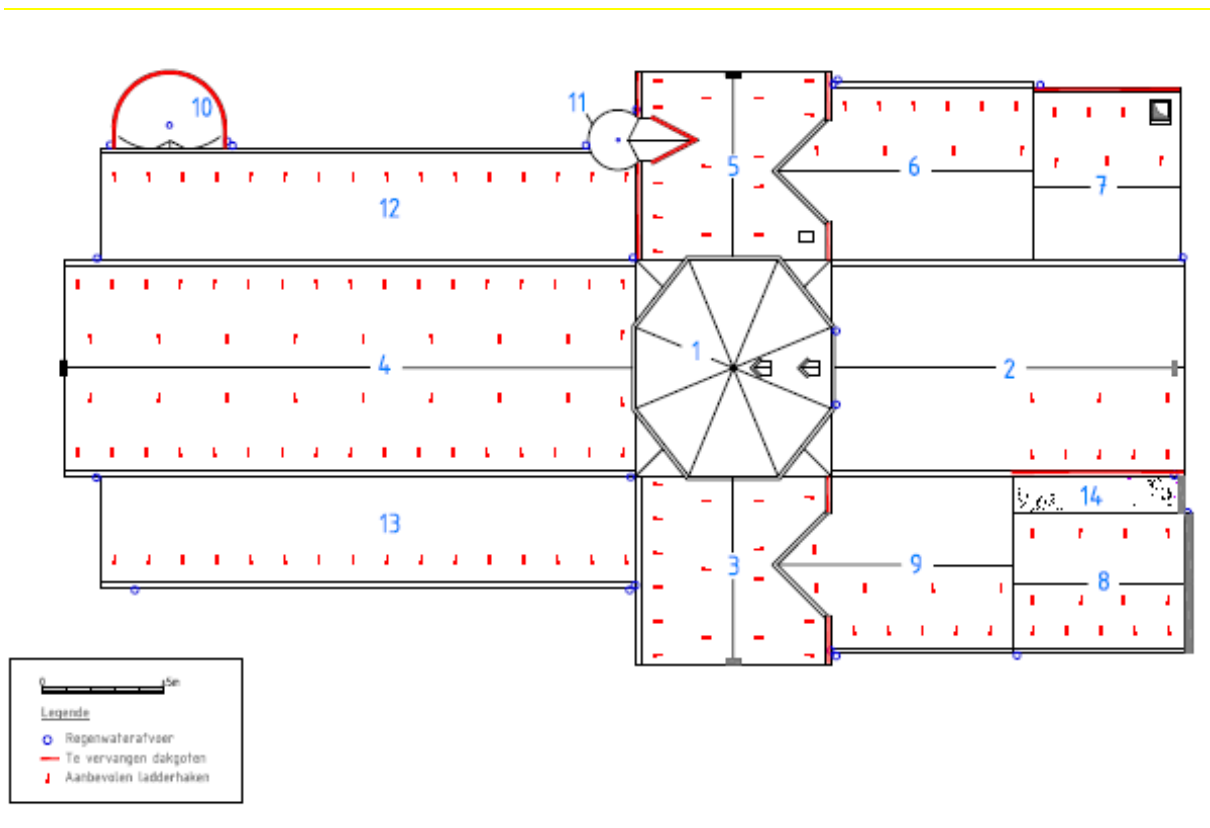 10
11
5
6
7
12
4
1
2
13
3
9
14
8
0 5m
Legende
Regenwaterafvoer
Te vervangen dakgoten
Aanbevolen ladderhaken